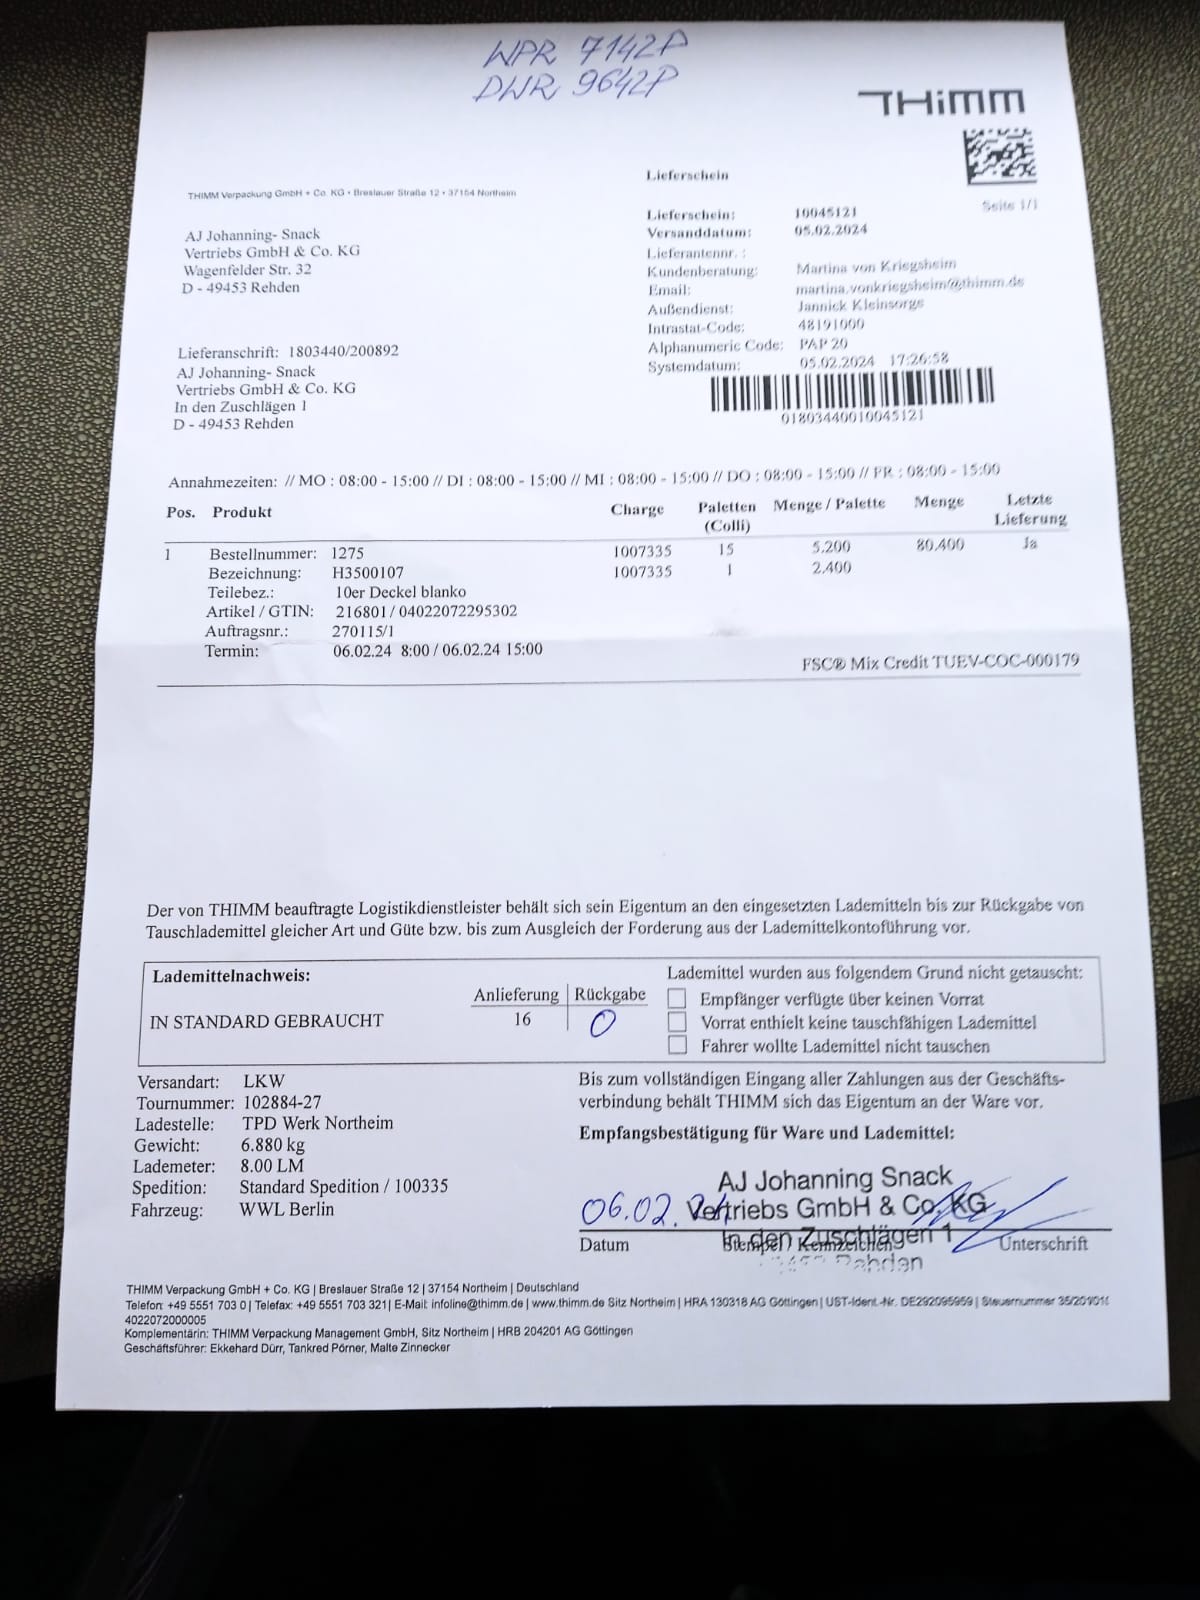 WPR 7142P
DWR 9642P
THIMM
Lieferschein
Seite 1/1
THIMM Verpackung GmbH + Co. KG • Breslauer Straße 12 • 37154 Northeim
AJ Johanning- Snack
Vertriebs GmbH & Co. KG
Wagenfelder Str. 32
D - 49453 Rehden
Lieferschein: 10045121
Versanddatum: 05.02.2024
Lieferantennr. :
Kundenberatung: Martina von Kriegsheim
Email: martina.vonkriegsheim@thimm.de
Außendienst: Jannick Kleinsorge
Intrastat-Code: 48191000
Alphanumeric Code: PAP 20
Systemdatum: 05.02.2024 17:26:58
01803440010045121
Lieferanschrift: 1803440/200892
AJ Johanning- Snack
Vertriebs GmbH & Co. KG
In den Zuschlägen 1
D - 49453 Rehden
Annahmezeiten: // MO : 08:00 - 15:00 // DI : 08:00 - 15:00 // MI : 08:00 - 15:00 // DO : 08:00 - 15:00 // FR : 08:00 - 15:00
Pos. Produkt Charge Paletten (Colli) Menge / Palette Menge Letzte Lieferung
1 Bestellnummer: 1275 1007335 15 5.200 80.400 Ja
Bezeichnung: H3500107 1007335 1 2.400
Teilebez.: 10er Deckel blanko
Artikel / GTIN: 216801 / 04022072295302
Auftragsnr.: 270115/1
Termin: 06.02.24 8:00 / 06.02.24 15:00
FSC® Mix Credit TUEV-COC-000179
Der von THIMM beauftragte Logistikdienstleister behält sich sein Eigentum an den eingesetzten Lademitteln bis zur Rückgabe von
Tauschlademittel gleicher Art und Güte bzw. bis zum Ausgleich der Forderung aus der Lademittelkontoführung vor.
Lademittelnachweis:
Anlieferung Rückgabe
IN STANDARD GEBRAUCHT 16 0
Lademittel wurden aus folgendem Grund nicht getauscht:
Empfänger verfügte über keinen Vorrat
Vorrat enthielt keine tauschfähigen Lademittel
Fahrer wollte Lademittel nicht tauschen
Versandart: LKW
Tournummer: 102884-27
Ladestelle: TPD Werk Northeim
Gewicht: 6.880 kg
Lademeter: 8.00 LM
Spedition: Standard Spedition / 100335
Fahrzeug: WWL Berlin
Bis zum vollständigen Eingang aller Zahlungen aus der Geschäfts-
verbindung behält THIMM sich das Eigentum an der Ware vor.
Empfangsbestätigung für Ware und Lademittel:
AJ Johanning Snack
06.02.24 Vertriebs GmbH & Co. KG
In den Zuschlägen 1
Rehden
Datum Stempel / Kennzeichen Unterschrift
THIMM Verpackung GmbH + Co. KG | Breslauer Straße 12 | 37154 Northeim | Deutschland
Telefon: +49 5551 703 0 | Telefax: +49 5551 703 321 | E-Mail: infoline@thimm.de | www.thimm.de Sitz Northeim | HRA 130318 AG Göttingen | UST-Ident.-Nr. DE292095959 | Steuernummer
4022072000005
Komplementärin: THIMM Verpackung Management GmbH, Sitz Northeim | HRB 204201 AG Göttingen
Geschäftsführer: Ekkehard Dürr, Tankred Pörner, Malte Zinnecker